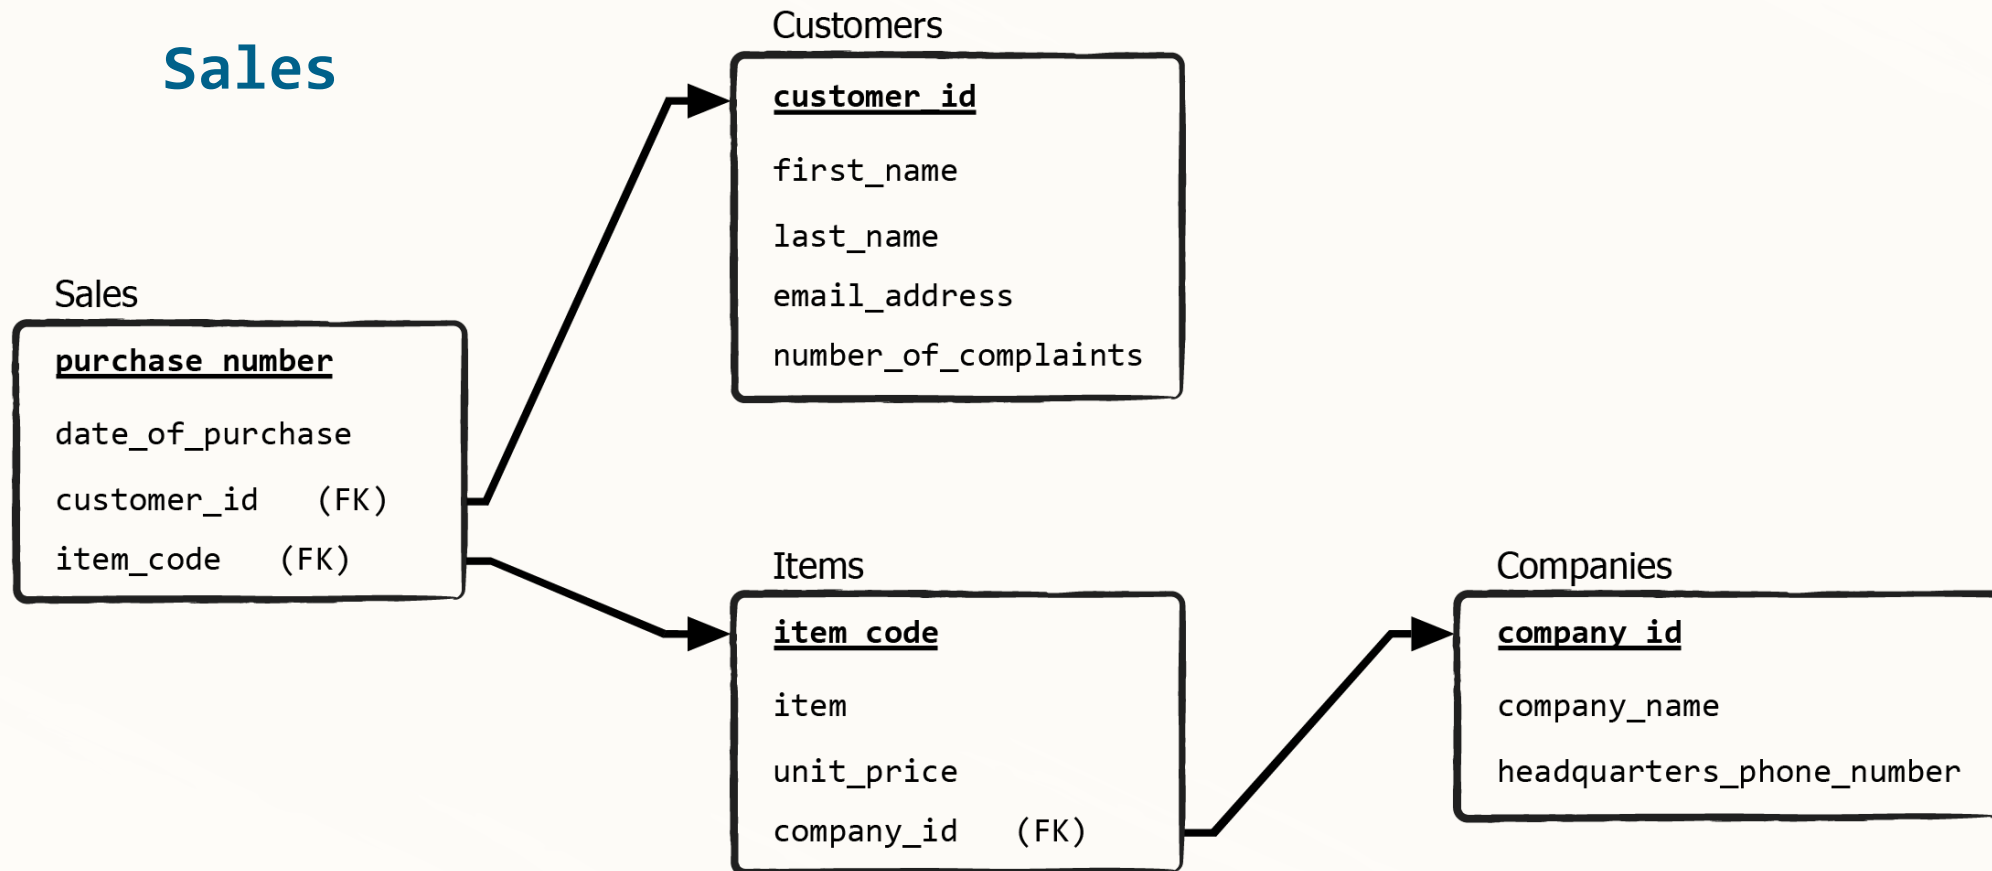 Sales
Customers
customer_id
first_name
last_name
email_address
number_of_complaints
Sales
purchase_number
date_of_purchase
customer_id (FK)
item_code (FK)
Items
item_code
item
unit_price
company_id (FK)
Companies
company_id
company_name
headquarters_phone_number